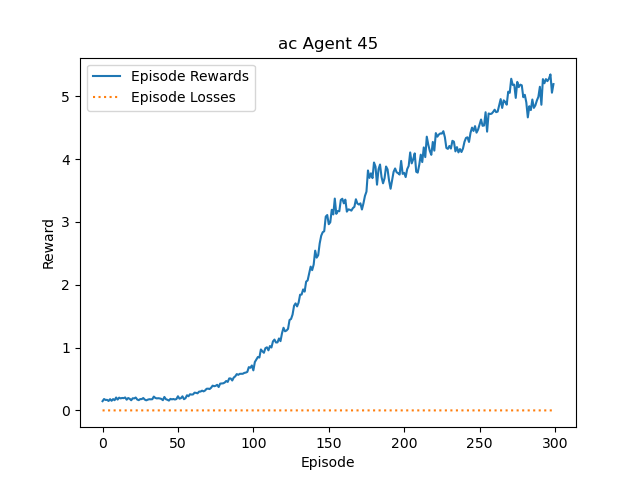 ac Agent 45
Episode Rewards
Episode Losses
Reward
5
4
3
2
1
0
0 50 100 150 200 250 300
Episode